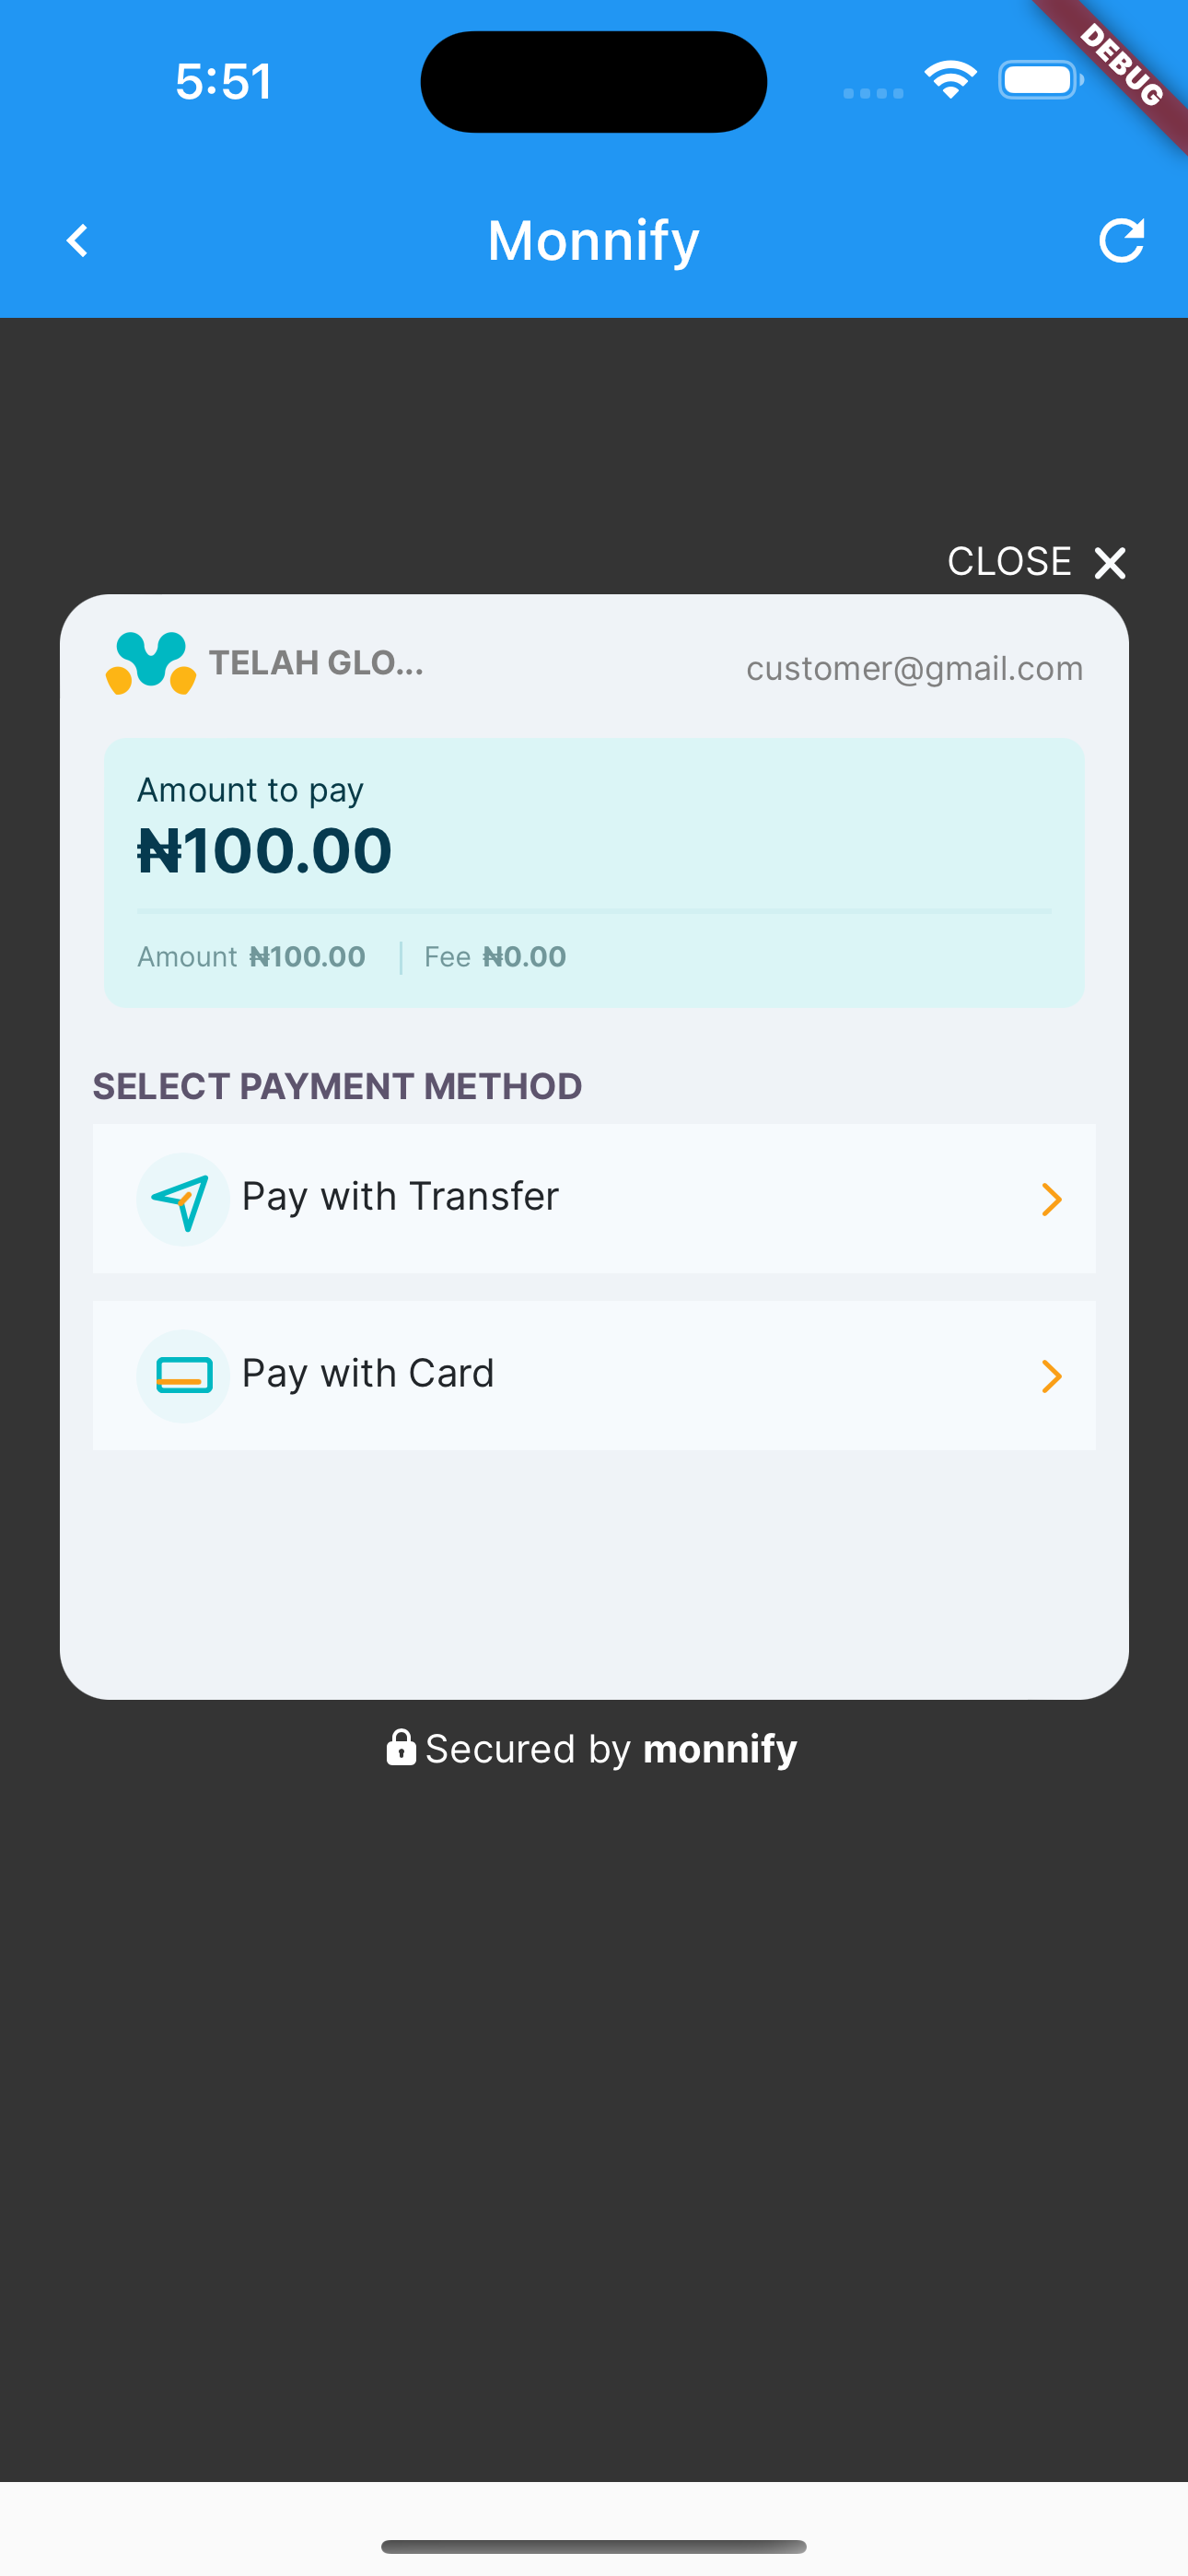 5:51
DEBUG
Monnify
CLOSE
TELAH GLO...
customer@gmail.com
Amount to pay
₦100.00
Amount ₦100.00 | Fee ₦0.00
SELECT PAYMENT METHOD
Pay with Transfer
Pay with Card
Secured by monnify